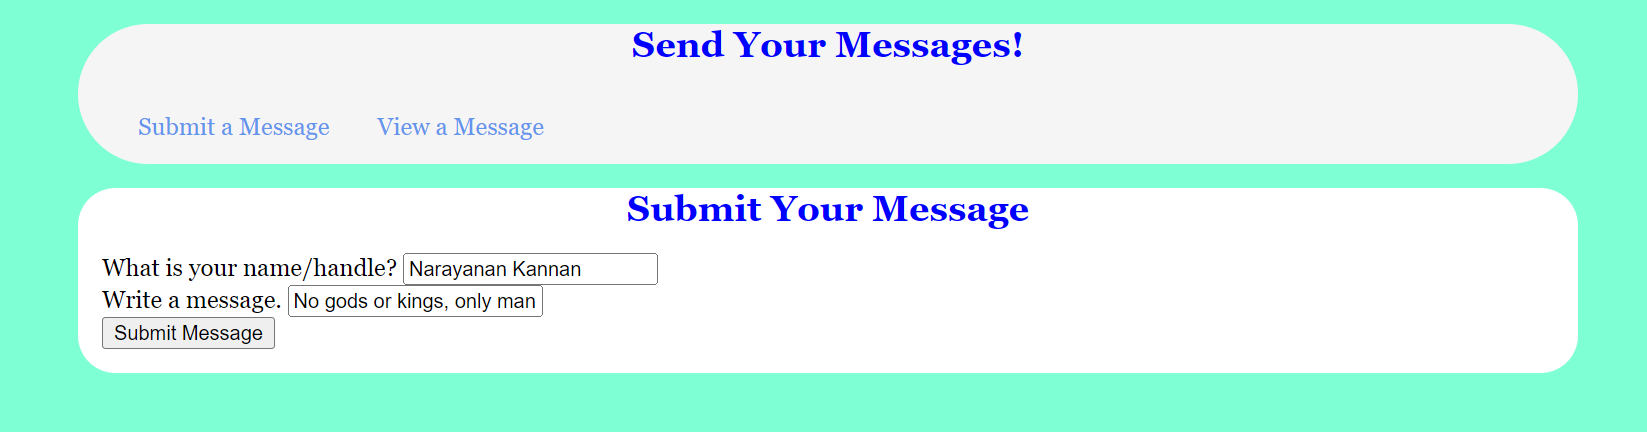 Send Your Messages!
Submit a Message View a Message
Submit Your Message
What is your name/handle? Narayanan Kannan
Write a message. No gods or kings, only man
Submit Message